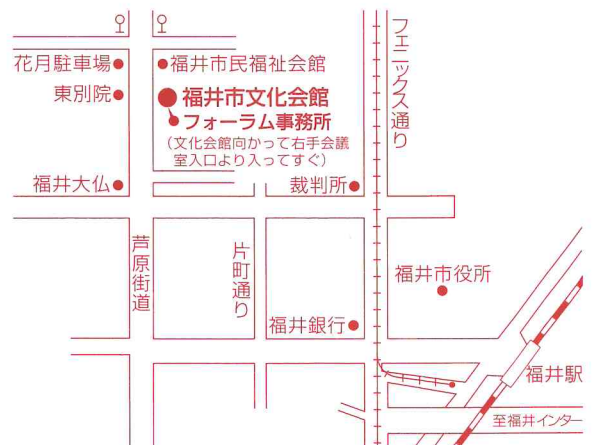 花月駐車場
東別院
福井市民福祉会館
福井市文化会館
フォーラム事務所
(文化会館向かって右手会議
室入口より入ってすぐ)
フェニックス通り
福井大仏
裁判所
芦原街道
片町通り
福井市役所
福井銀行
福井駅
至福井インター